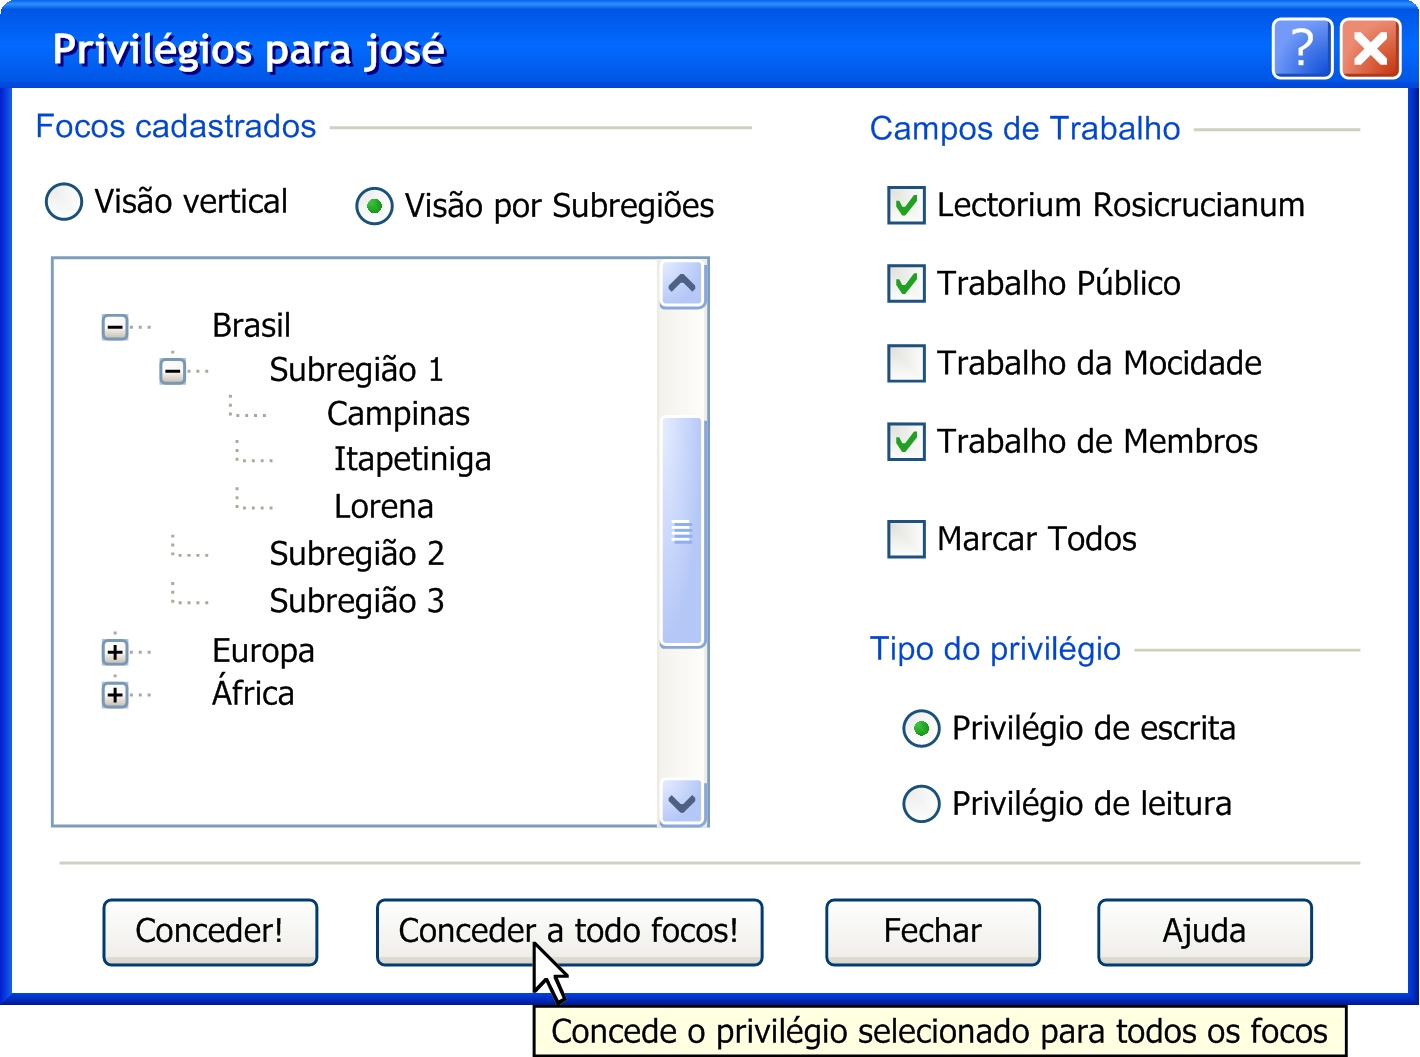 Privilégios para josé
?
Focos cadastrados
Visão vertical
Visão por Subregiões
Brasil
Subregião 1
Campinas
Itapetiniga
Lorena
Subregião 2
Subregião 3
Europa
África
Campos de Trabalho
Lectorium Rosicrucianum
Trabalho Público
Trabalho da Mocidade
Trabalho de Membros
Marcar Todos
Tipo do privilégio
Privilégio de escrita
Privilégio de leitura
Conceder!
Conceder a todo focos!
Fechar
Ajuda
Concede o privilégio selecionado para todos os focos